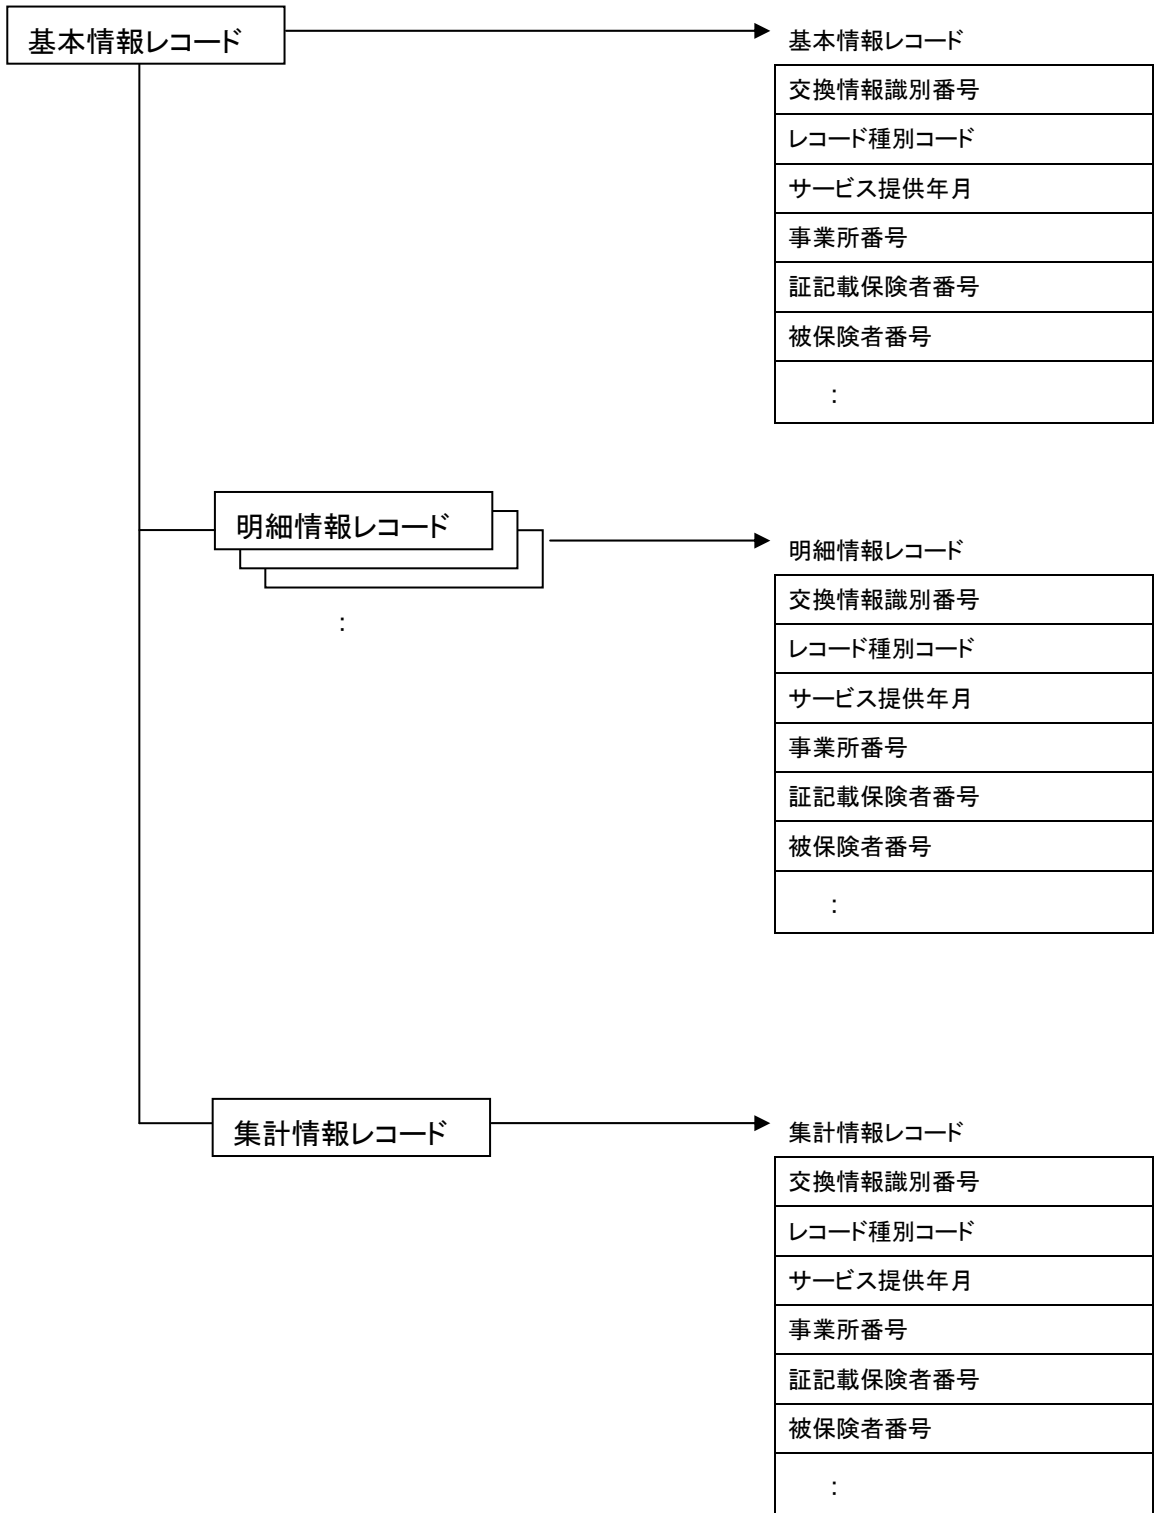 基本情報レコード
基本情報レコード
交換情報識別番号
レコード種別コード
サービス提供年月
事業所番号
証記載保険者番号
被保険者番号
:
明細情報レコード
:
明細情報レコード
交換情報識別番号
レコード種別コード
サービス提供年月
事業所番号
証記載保険者番号
被保険者番号
:
集計情報レコード
集計情報レコード
交換情報識別番号
レコード種別コード
サービス提供年月
事業所番号
証記載保険者番号
被保険者番号
: